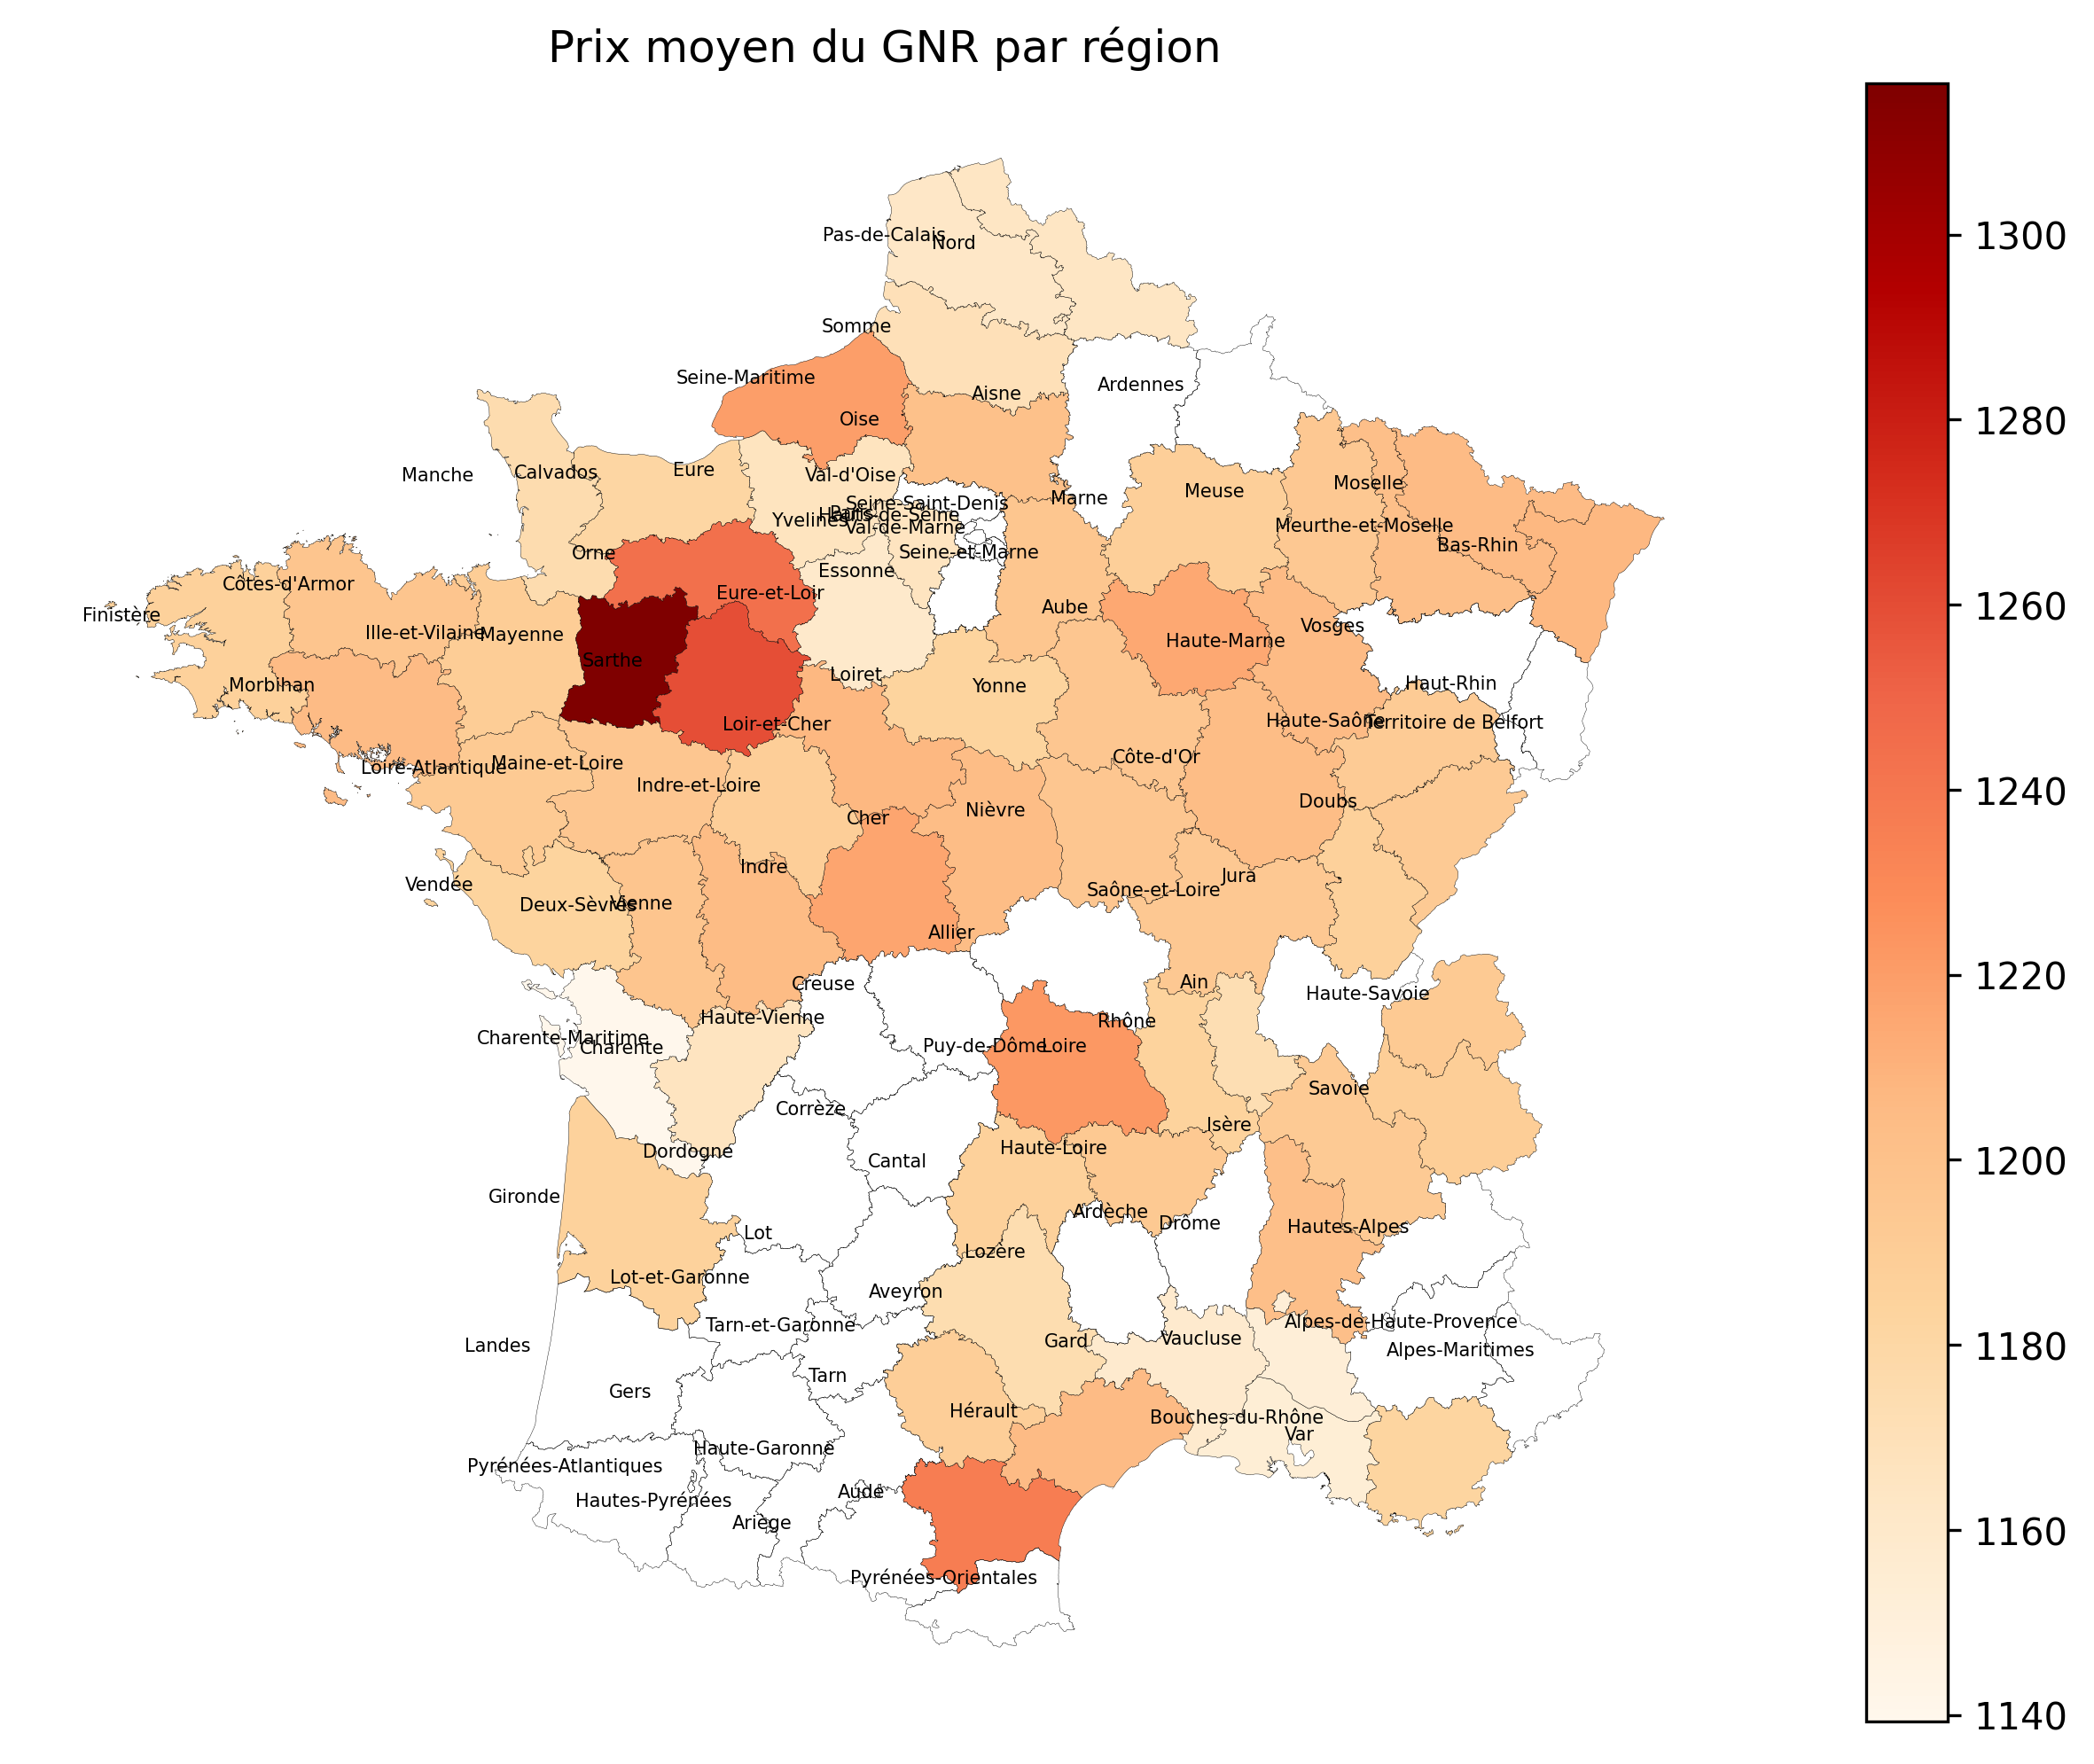 Prix moyen du GNR par région
Pas-de-Calais
Nord
Somme
Seine-Maritime
Aisne
Ardennes
Oise
Manche
Calvados
Eure
Val-d'Oise
Moselle
Meuse
Marne
Seine-Saint-Denis
Paris
Hauts-de-Seine
Yvelines
Val-de-Marne
Meurthe-et-Moselle
Bas-Rhin
Orne
Seine-et-Marne
Essonne
Côtes-d'Armor
Eure-et-Loir
Aube
Finistère
Vosges
Ille-et-Vilaine
Mayenne
Haute-Marne
Sarthe
Loiret
Haut-Rhin
Morbihan
Yonne
Haute-Saône
Territoire de Belfort
Loir-et-Cher
Côte-d'Or
Maine-et-Loire
Loire-Atlantique
Indre-et-Loire
Doubs
Nièvre
Cher
Indre
Jura
Vendée
Saône-et-Loire
Vienne
Deux-Sèvres
Allier
Ain
Creuse
Haute-Savoie
Haute-Vienne
Rhône
Charente-Maritime
Charente
Puy-de-Dôme
Loire
Savoie
Corrèze
Isère
Haute-Loire
Dordogne
Cantal
Gironde
Ardèche
Drôme
Hautes-Alpes
Lot
Lozère
Lot-et-Garonne
Aveyron
Alpes-de-Haute-Provence
Tarn-et-Garonne
Vaucluse
Gard
Landes
Alpes-Maritimes
Tarn
Gers
Hérault
Bouches-du-Rhône
Var
Haute-Garonne
Pyrénées-Atlantiques
Aude
Hautes-Pyrénées
Ariège
Pyrénées-Orientales
1300
1280
1260
1240
1220
1200
1180
1160
1140